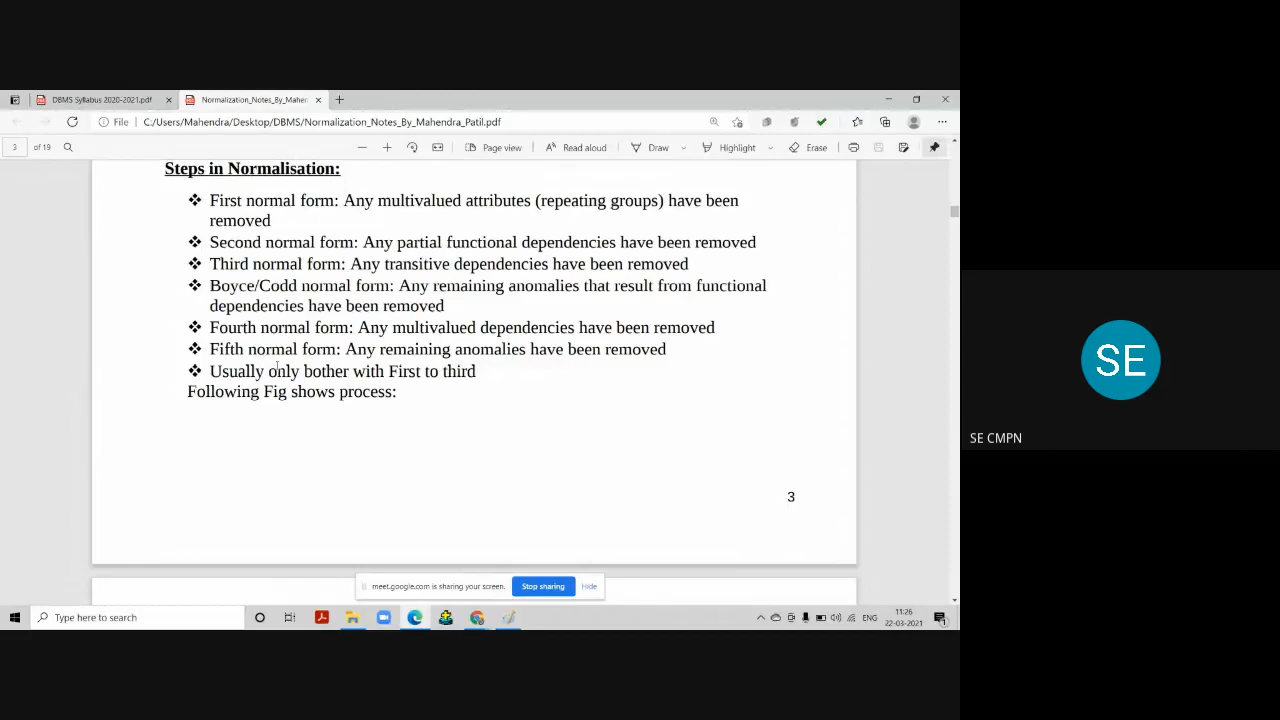 DBMS Syllabus 2020-2021.pdf
Normalization_Notes_By_Mahen
File
C:/Users/Mahendra/Desktop/DBMS/Normalization_Notes_By_Mahendra_Patil.pdf
3 of 19
Page view
Read aloud
Draw
Highlight
Erase
Steps in Normalisation:
❖ First normal form: Any multivalued attributes (repeating groups) have been
removed
❖ Second normal form: Any partial functional dependencies have been removed
❖ Third normal form: Any transitive dependencies have been removed
❖ Boyce/Codd normal form: Any remaining anomalies that result from functional
dependencies have been removed
❖ Fourth normal form: Any multivalued dependencies have been removed
❖ Fifth normal form: Any remaining anomalies have been removed
❖ Usually only bother with First to third
Following Fig shows process:
3
meet.google.com is sharing your screen.
Stop sharing
Hide
Type here to search
ENG
11:26
22-03-2021
SE
SE CMPN